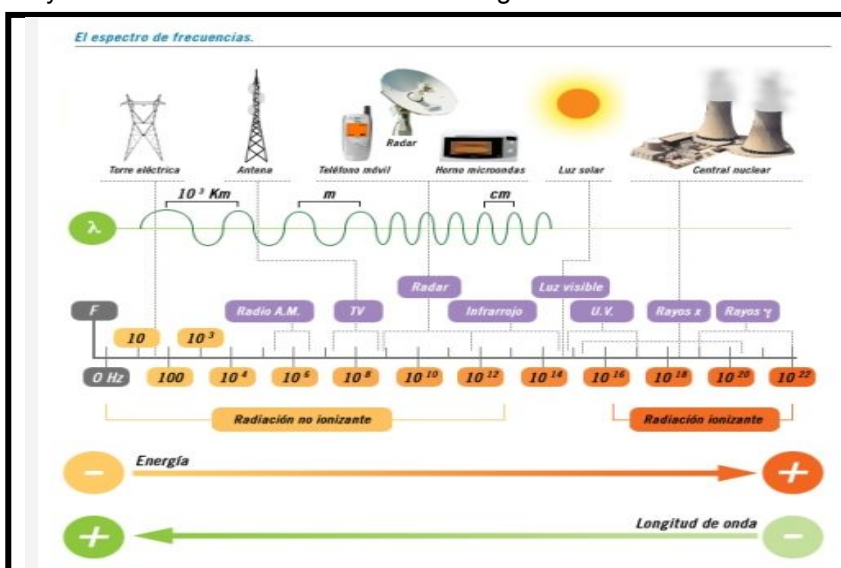 El espectro de frecuencias.
Radar
Torre eléctrica Antena Teléfono móvil Horno microondas Luz solar Central nuclear
10³ Km m cm
λ
Radar Luz visible
F Radio A.M. TV Infrarrojo U.V. Rayos x Rayos γ
10 10³
0 Hz 100 10⁴ 10⁶ 10⁸ 10¹⁰ 10¹² 10¹⁴ 10¹⁶ 10¹⁸ 10²⁰ 10²²
Radiación no ionizante Radiación ionizante
Energía
- +
Longitud de onda
+ -